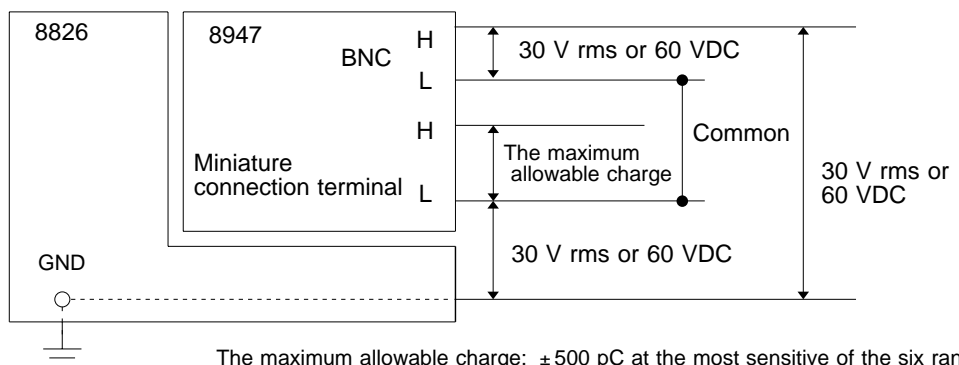 8826
8947
BNC
H
L
30 V rms or 60 VDC
H
L
Miniature
connection terminal
The maximum
allowable charge
Common
30 V rms or
60 VDC
30 V rms or 60 VDC
GND
The maximum allowable charge: ±500 pC at the most sensitive of the six ran